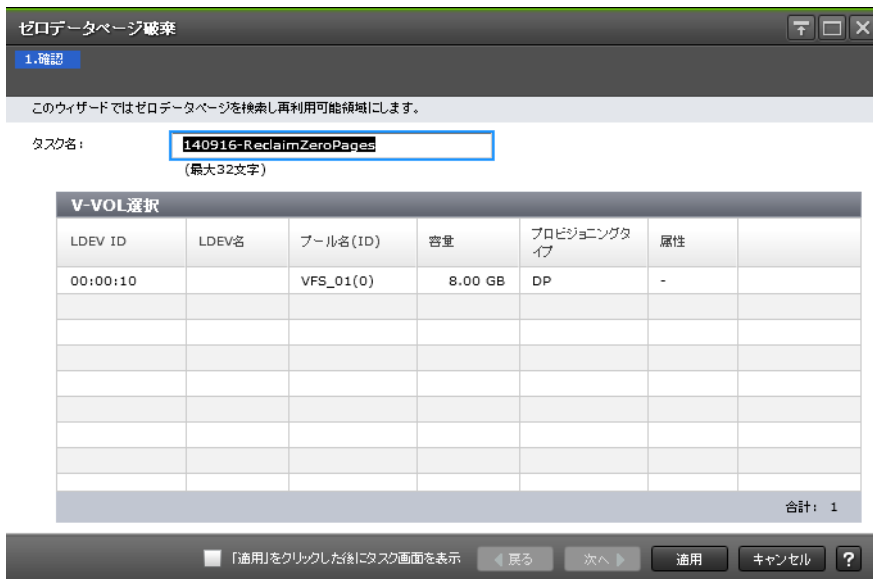 ゼロデータページ破棄
1.確認
このウィザードではゼロデータページを検索し再利用可能領域にします。
タスク名: 140916-ReclaimZeroPages
(最大32文字)
V-VOL選択
LDEV ID LDEV名 プール名(ID) 容量 プロビジョニングタ 属性
イプ
00:00:10 VFS_01(0) 8.00 GB DP -
合計: 1
「適用」をクリックした後にタスク画面を表示 戻る 次へ 適用 キャンセル ?